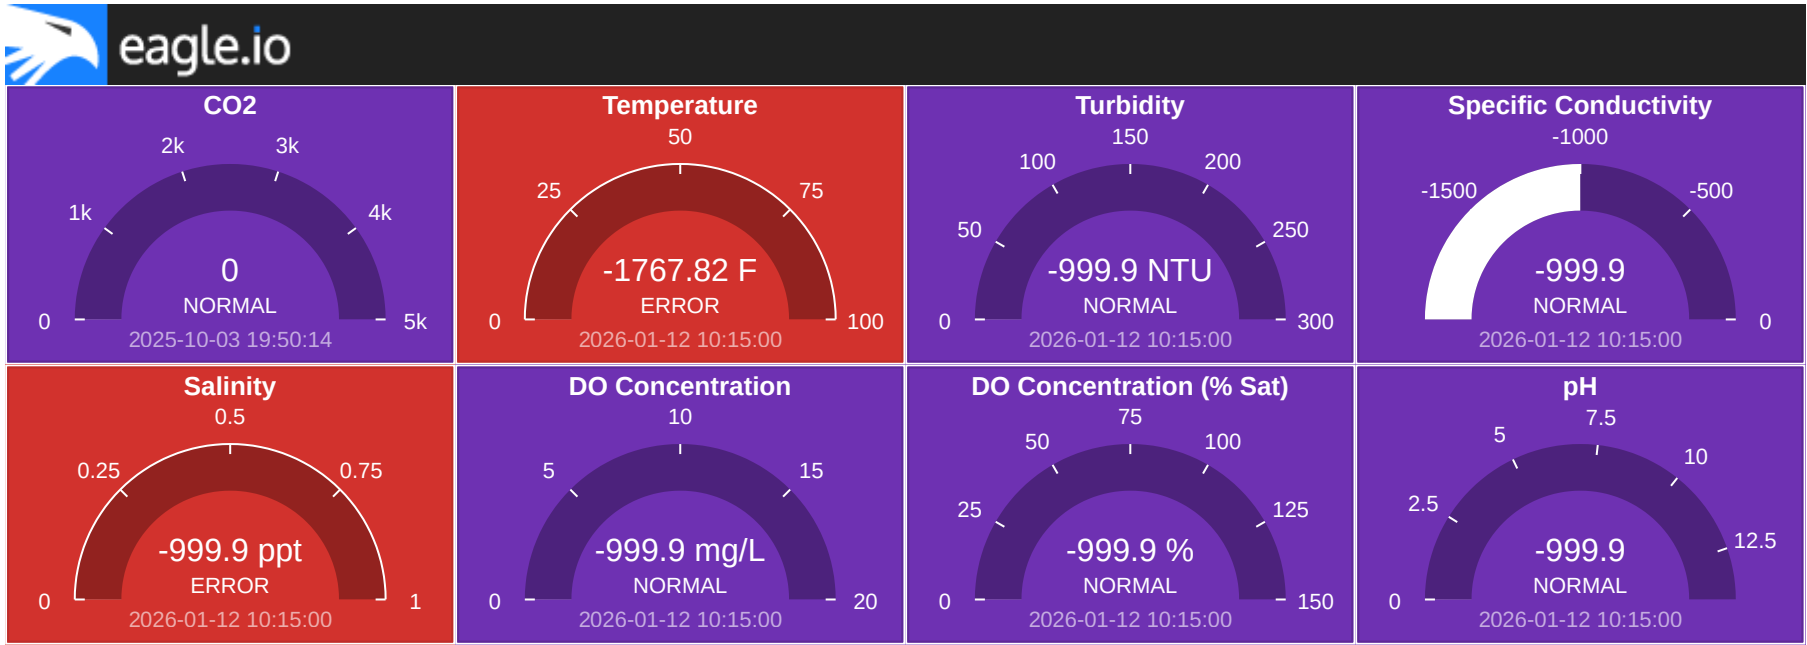 eagle.io
CO2
2k
3k
1k
4k
0
NORMAL
0
5k
2025-10-03 19:50:14
Temperature
50
25
75
-1767.82 F
ERROR
0
100
2026-01-12 10:15:00
Turbidity
150
100
200
50
250
-999.9 NTU
NORMAL
0
300
2026-01-12 10:15:00
Specific Conductivity
-1000
-1500
-500
-999.9
NORMAL
0
2026-01-12 10:15:00
Salinity
0.5
0.25
0.75
-999.9 ppt
ERROR
0
1
2026-01-12 10:15:00
DO Concentration
10
5
15
-999.9 mg/L
NORMAL
0
20
2026-01-12 10:15:00
DO Concentration (% Sat)
75
50
100
25
125
-999.9 %
NORMAL
0
150
2026-01-12 10:15:00
pH
7.5
5
10
2.5
12.5
-999.9
NORMAL
0
2026-01-12 10:15:00